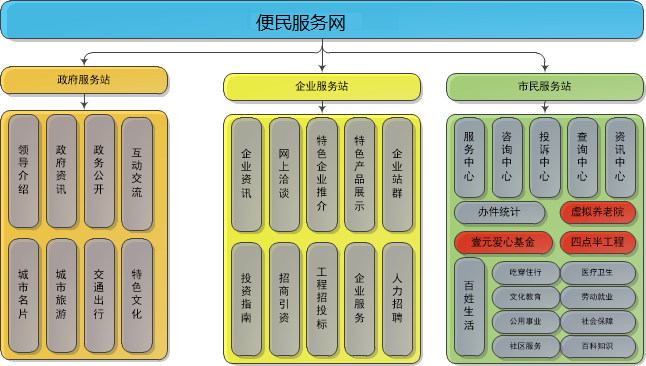 便民服务网
政府服务站
领导介绍
政府资讯
政务公开
互动交流
城市名片
城市旅游
交通出行
特色文化
企业服务站
企业资讯
网上洽谈
特色企业推介
特色产品展示
企业站群
投资指南
招商引资
工程招投标
企业服务
人力招聘
市民服务站
服务中心
咨询中心
投诉中心
查询中心
资讯中心
办件统计
虚拟养老院
壹元爱心基金
四点半工程
百姓生活
吃穿住行
医疗卫生
文化教育
劳动就业
公用事业
社会保障
社区服务
百科知识